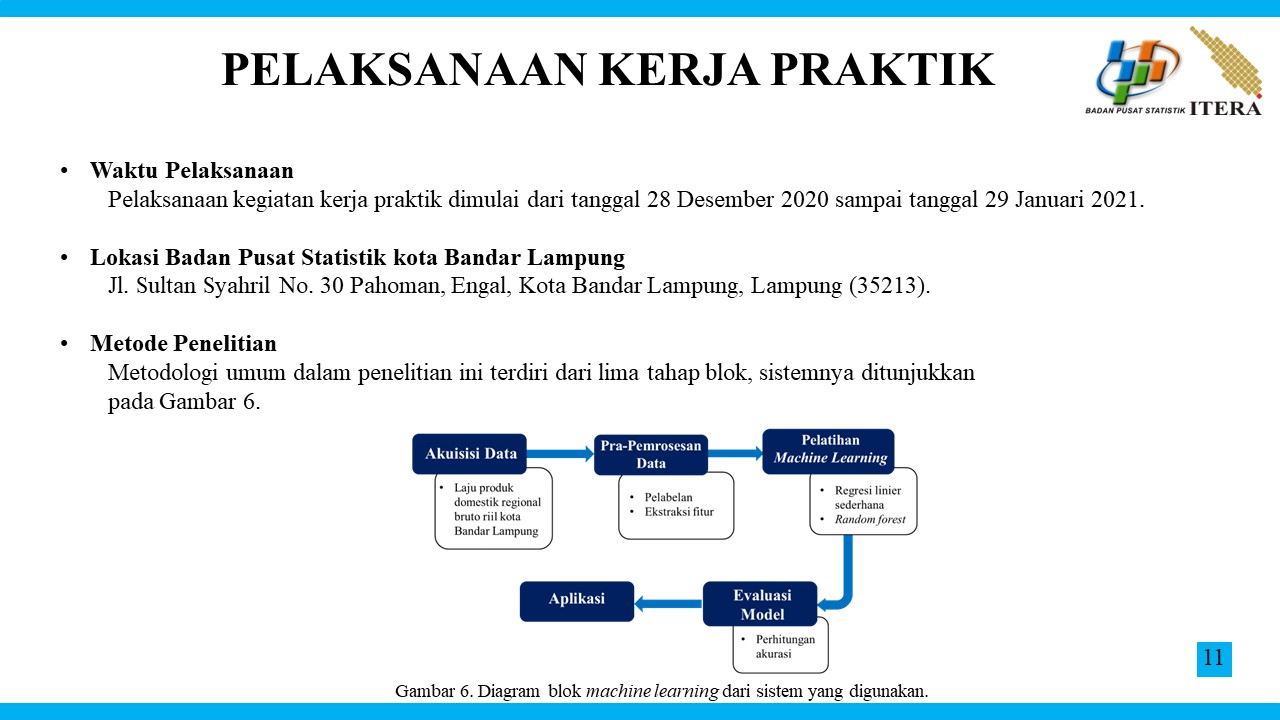 PELAKSANAAN KERJA PRAKTIK
BADAN PUSAT STATISTIK
ITERA
• Waktu Pelaksanaan
Pelaksanaan kegiatan kerja praktik dimulai dari tanggal 28 Desember 2020 sampai tanggal 29 Januari 2021.
• Lokasi Badan Pusat Statistik kota Bandar Lampung
Jl. Sultan Syahril No. 30 Pahoman, Engal, Kota Bandar Lampung, Lampung (35213).
• Metode Penelitian
Metodologi umum dalam penelitian ini terdiri dari lima tahap blok, sistemnya ditunjukkan
pada Gambar 6.
Akuisisi Data
• Laju produk
domestik regional
bruto riil kota
Bandar Lampung
Pra-Pemrosesan
Data
• Pelabelan
• Ekstraksi fitur
Pelatihan
Machine Learning
• Regresi linier
sederhana
• Random forest
Evaluasi
Model
• Perhitungan
akurasi
Aplikasi
Gambar 6. Diagram blok machine learning dari sistem yang digunakan.
11